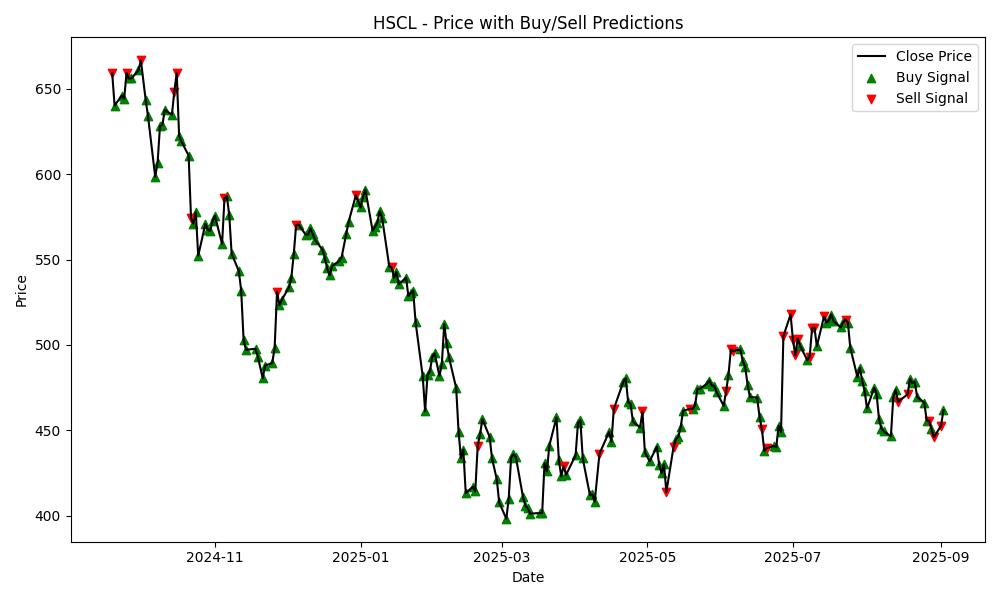 HSCL - Price with Buy/Sell Predictions
Close Price
Buy Signal
Sell Signal
Price
650
600
550
500
450
400
2024-11
2025-01
2025-03
2025-05
2025-07
2025-09
Date